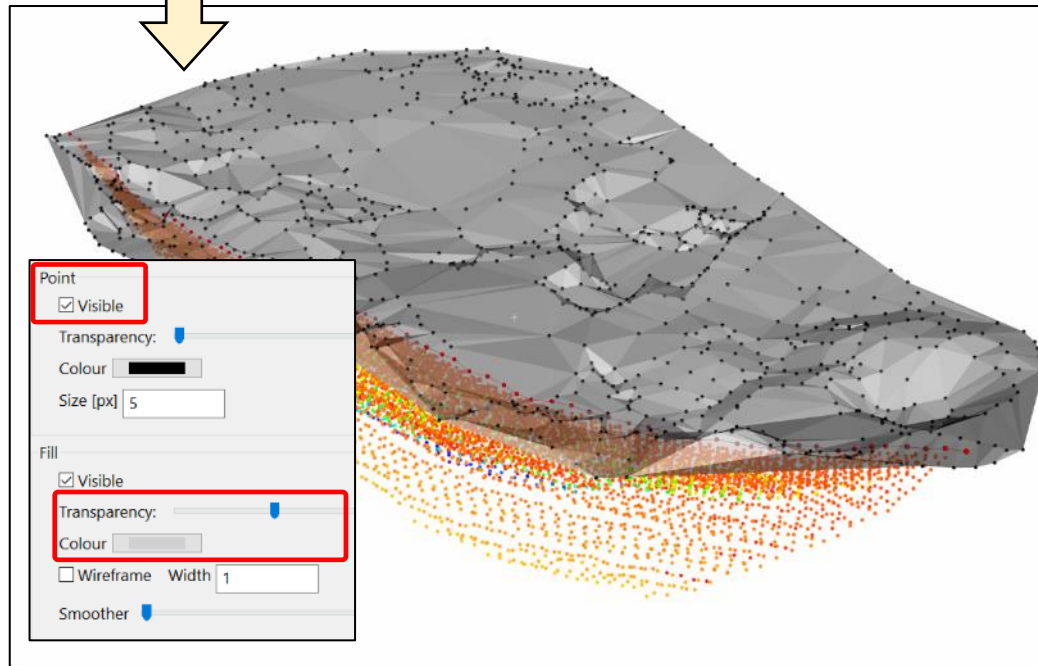 Point
Visible
Transparency:
Colour
Size [px] 5
Fill
Visible
Transparency:
Colour
Wireframe Width 1
Smoother